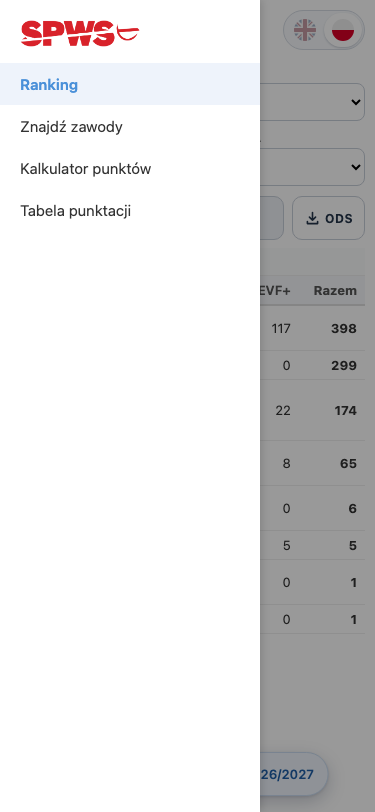 SPWS
Ranking
Znajdź zawody
Kalkulator punktów
Tabela punktacji
ODS
EVF+ Razem
117 398
0 299
22 174
8 65
0 6
5 5
0 1
0 1
26/2027